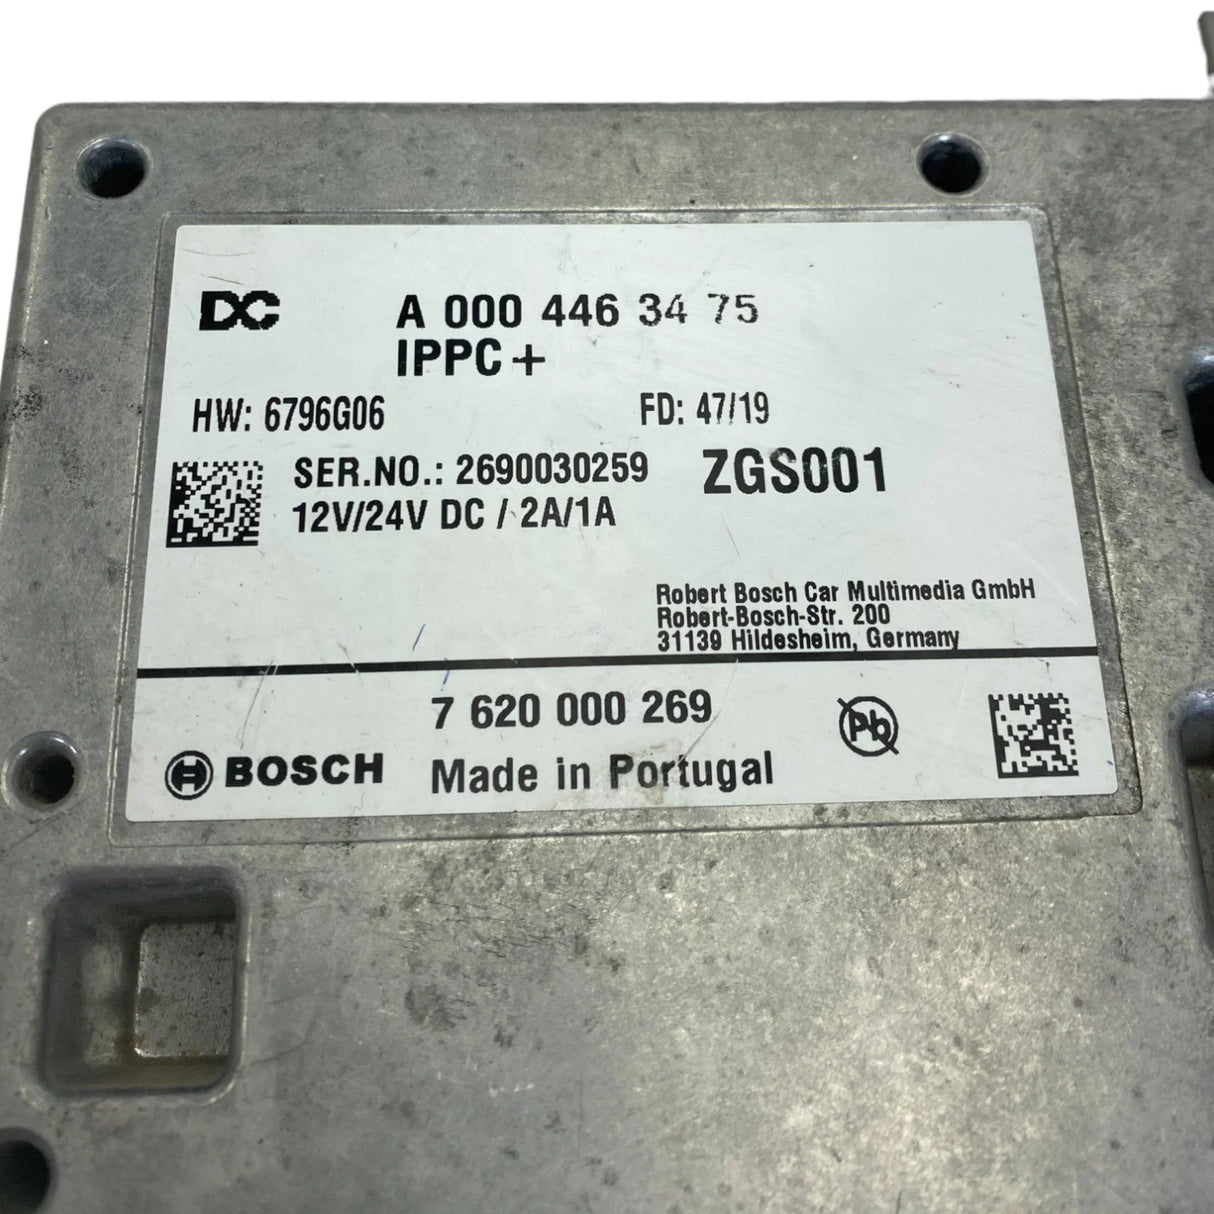 DC A 000 446 34 75
IPPC+
HW: 6796G06 FD: 47/19
SER.NO.: 2690030259 ZGS001
12V/24V DC / 2A/1A
Robert Bosch Car Multimedia GmbH
Robert-Bosch-Str. 200
31139 Hildesheim, Germany
7 620 000 269
Pb
BOSCH Made in Portugal